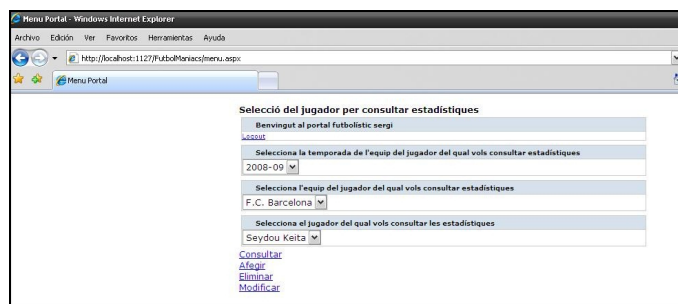 Menu Portal - Windows Internet Explorer
Archivo Edición Ver Favoritos Herramientas Ayuda
http://localhost:1127/FutbolManiacs/menu.aspx
Menu Portal
Selecció del jugador per consultar estadístiques
Benvingut al portal futbolístic sergi
Logout
Selecciona la temporada de l'equip del jugador del qual vols consultar estadístiques
2008-09
Selecciona l'equip del jugador del qual vols consultar estadístiques
F.C. Barcelona
Selecciona el jugador del qual vols consultar les estadístiques
Seydou Keita
Consultar
Afegir
Eliminar
Modificar